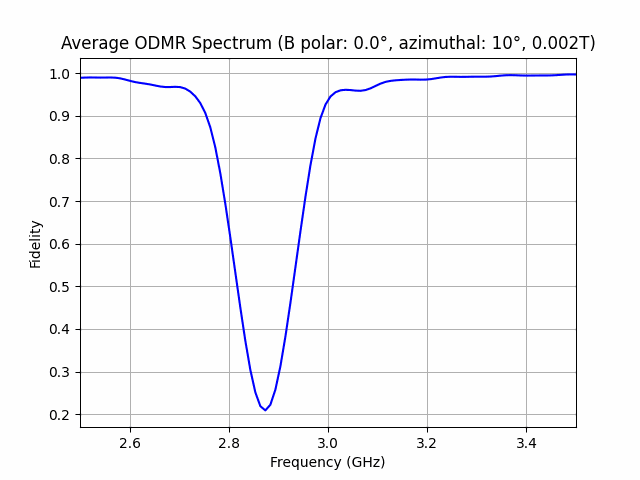 Average ODMR Spectrum (B polar: 0.0°, azimuthal: 10°, 0.002T)
1.0
0.9
0.8
0.7
0.6
0.5
0.4
0.3
0.2
Fidelity
2.6 2.8 3.0 3.2 3.4
Frequency (GHz)